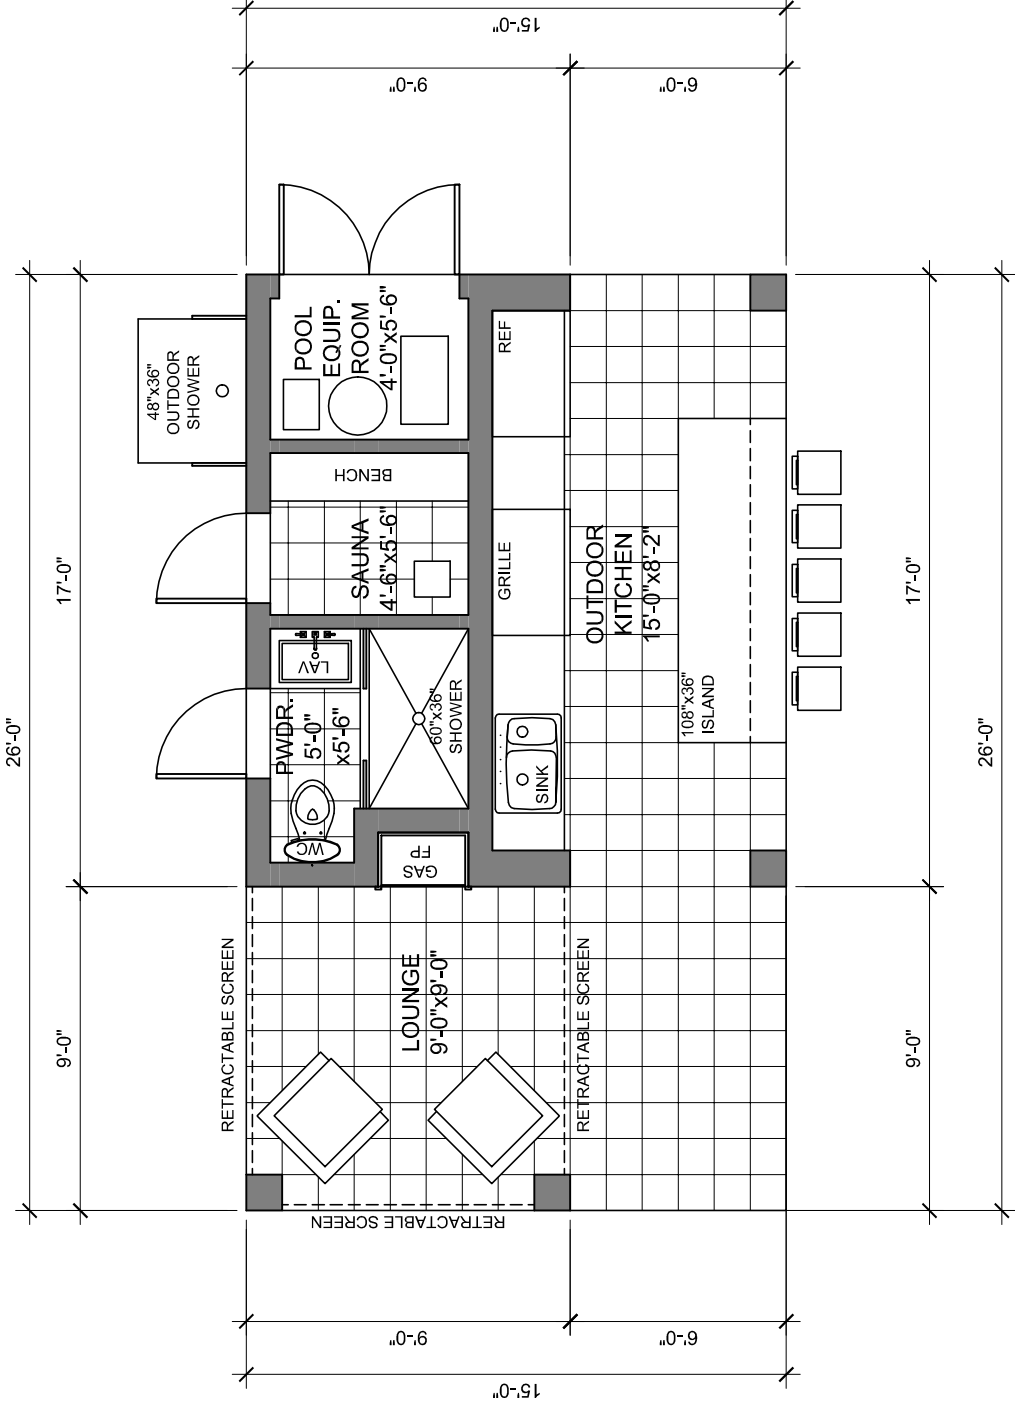 15'-0"
9'-0"
6'-0"
26'-0"
17'-0"
9'-0"
48"x36"
OUTDOOR
SHOWER
POOL
EQUIP.
ROOM
4'-0"x5'-6"
REF
BENCH
SAUNA
4'-6"x5'-6"
GRILLE
OUTDOOR
KITCHEN
15'-0"x8'-2"
LAV
PWDR.
5'-0"
x5'-6"
60"x36"
SHOWER
108"x36"
ISLAND
SINK
WC
GAS
FP
LOUNGE
9'-0"x9'-0"
RETRACTABLE SCREEN
RETRACTABLE SCREEN
RETRACTABLE SCREEN
17'-0"
9'-0"
26'-0"
9'-0"
6'-0"
15'-0"